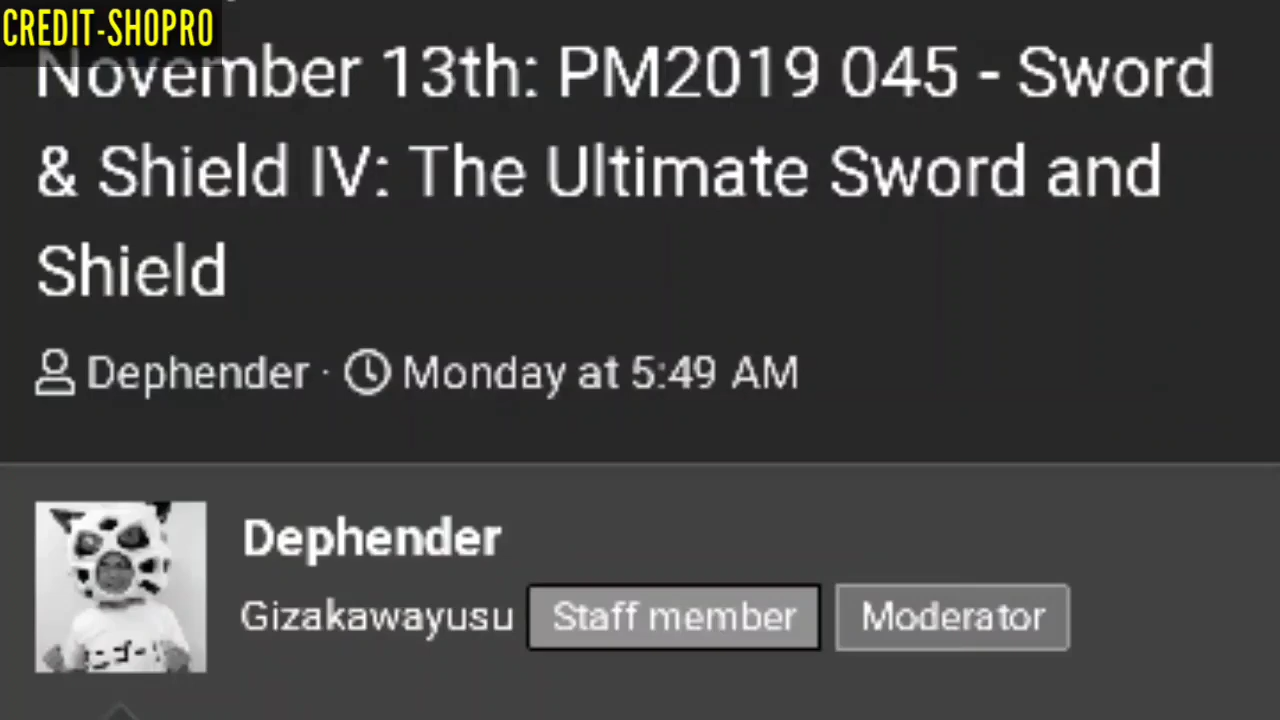 CREDIT-SHOPRO
November 13th: PM2019 045 - Sword
& Shield IV: The Ultimate Sword and
Shield
Dephender · Monday at 5:49 AM
Dephender
Gizakawayusu Staff member Moderator